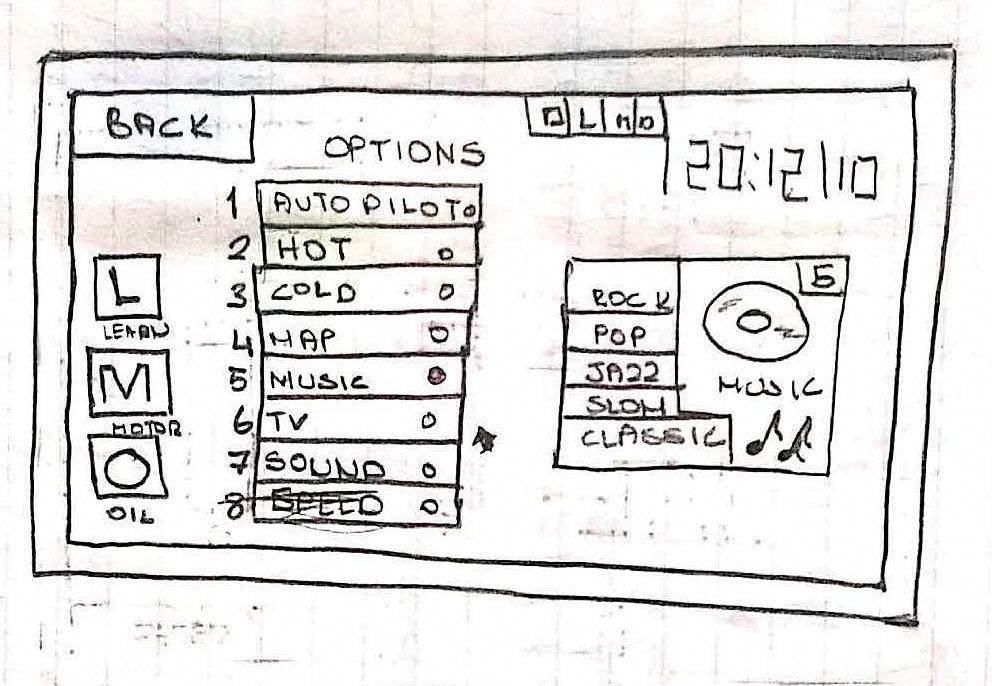 BACK
OPTIONS
20:12|10
1 AUTO PILOT
2 HOT
3 COLD
4 MAP
5 MUSIC
6 TV
7 SOUND
8 SPEED
L
LEARN
M
MOTOR
O
OIL
5
ROCK
POP
JAZZ
SLOW
CLASSIC
MUSIC